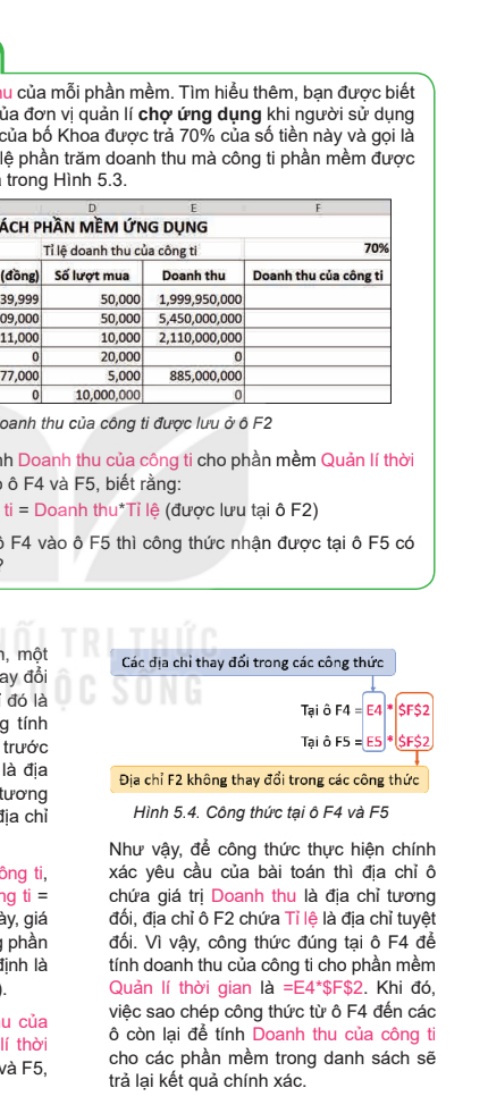 u của mỗi phần mềm. Tìm hiểu thêm, bạn được biết
ủa đơn vị quản lí chợ ứng dụng khi người sử dụng
của bố Khoa được trả 70% của số tiền này và gọi là
lệ phần trăm doanh thu mà công ti phần mềm được
trong Hình 5.3.
D E F
ÁCH PHẦN MỀM ỨNG DỤNG
Tỉ lệ doanh thu của công ti 70%
(đồng) Số lượt mua Doanh thu Doanh thu của công ti
39,999 50,000 1,999,950,000
09,000 50,000 5,450,000,000
11,000 10,000 2,110,000,000
0 20,000 0
77,000 5,000 885,000,000
0 10,000,000 0
oanh thu của công ti được lưu ở ô F2
nh Doanh thu của công ti cho phần mềm Quản lí thời
ô F4 và F5, biết rằng:
ti = Doanh thu*Tỉ lệ (được lưu tại ô F2)
ô F4 vào ô F5 thì công thức nhận được tại ô F5 có
?
ỐI TRI THỨC
UỘC SỐNG
n, một
ay đổi
ỉ đó là
g tính
trước
là địa
tương
địa chỉ
ông ti,
ng ti =
ày, giá
g phần
định là
).
u của
lí thời
và F5,
Các địa chỉ thay đổi trong các công thức
Tại ô F4 = E4 * $F$2
Tại ô F5 = E5 * $F$2
Địa chỉ F2 không thay đổi trong các công thức
Hình 5.4. Công thức tại ô F4 và F5
Như vậy, để công thức thực hiện chính
xác yêu cầu của bài toán thì địa chỉ ô
chứa giá trị Doanh thu là địa chỉ tương
đối, địa chỉ ô F2 chứa Tỉ lệ là địa chỉ tuyệt
đối. Vì vậy, công thức đúng tại ô F4 để
tính doanh thu của công ti cho phần mềm
Quản lí thời gian là =E4*$F$2. Khi đó,
việc sao chép công thức từ ô F4 đến các
ô còn lại để tính Doanh thu của công ti
cho các phần mềm trong danh sách sẽ
trả lại kết quả chính xác.